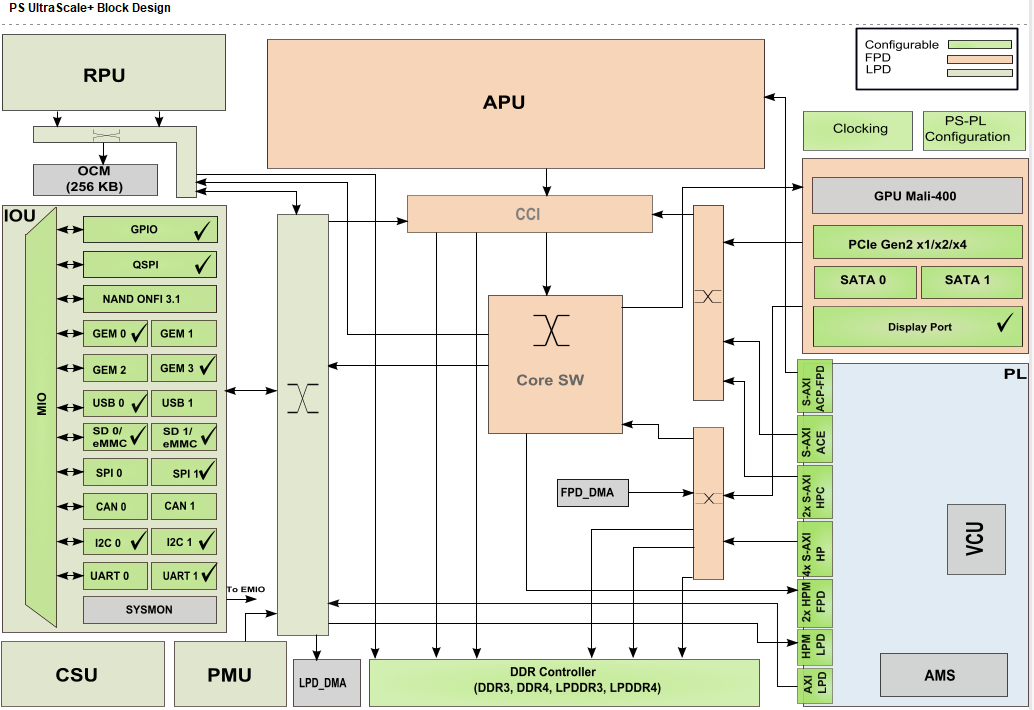 PS UltraScale+ Block Design
Configurable
FPD
LPD
RPU
APU
Clocking
PS-PL
Configuration
OCM
(256 KB)
CCI
GPU Mali-400
PCIe Gen2 x1/x2/x4
SATA 0
SATA 1
Display Port
IOU
MIO
GPIO
QSPI
NAND ONFI 3.1
GEM 0
GEM 1
GEM 2
GEM 3
USB 0
USB 1
SD 0/
eMMC
SD 1/
eMMC
SPI 0
SPI 1
CAN 0
CAN 1
I2C 0
I2C 1
UART 0
UART 1
SYSMON
To EMIO
Core SW
FPD_DMA
PL
S-AXI
ACP-FPD
S-AXI
ACE
2x S-AXI
HPC
4x S-AXI
HP
2x HPM
FPD
HPM
LPD
AXI
LPD
VCU
AMS
CSU
PMU
LPD_DMA
DDR Controller
(DDR3, DDR4, LPDDR3, LPDDR4)